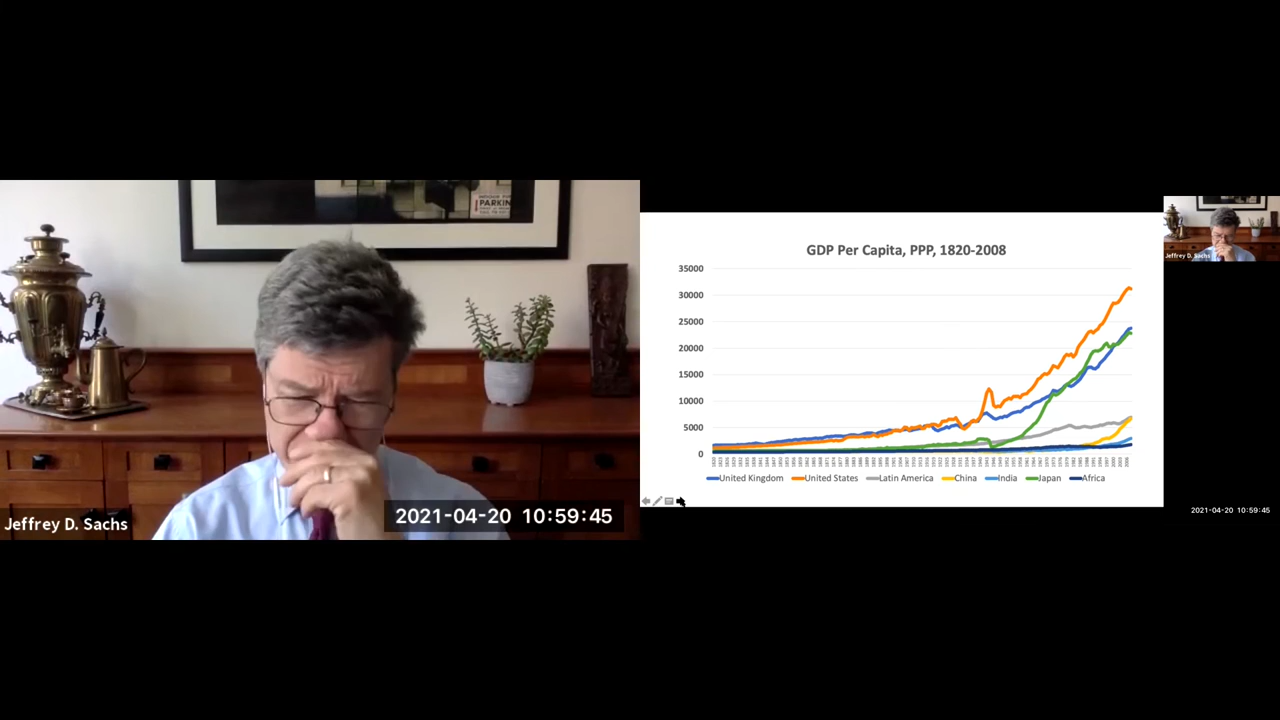 PARKIN
Jeffrey D. Sachs
2021-04-20 10:59:45
GDP Per Capita, PPP, 1820-2008
35000
30000
25000
20000
15000
10000
5000
0
United Kingdom United States Latin America China India Japan Africa
Jeffrey D. Sachs
2021-04-20 10:59:45